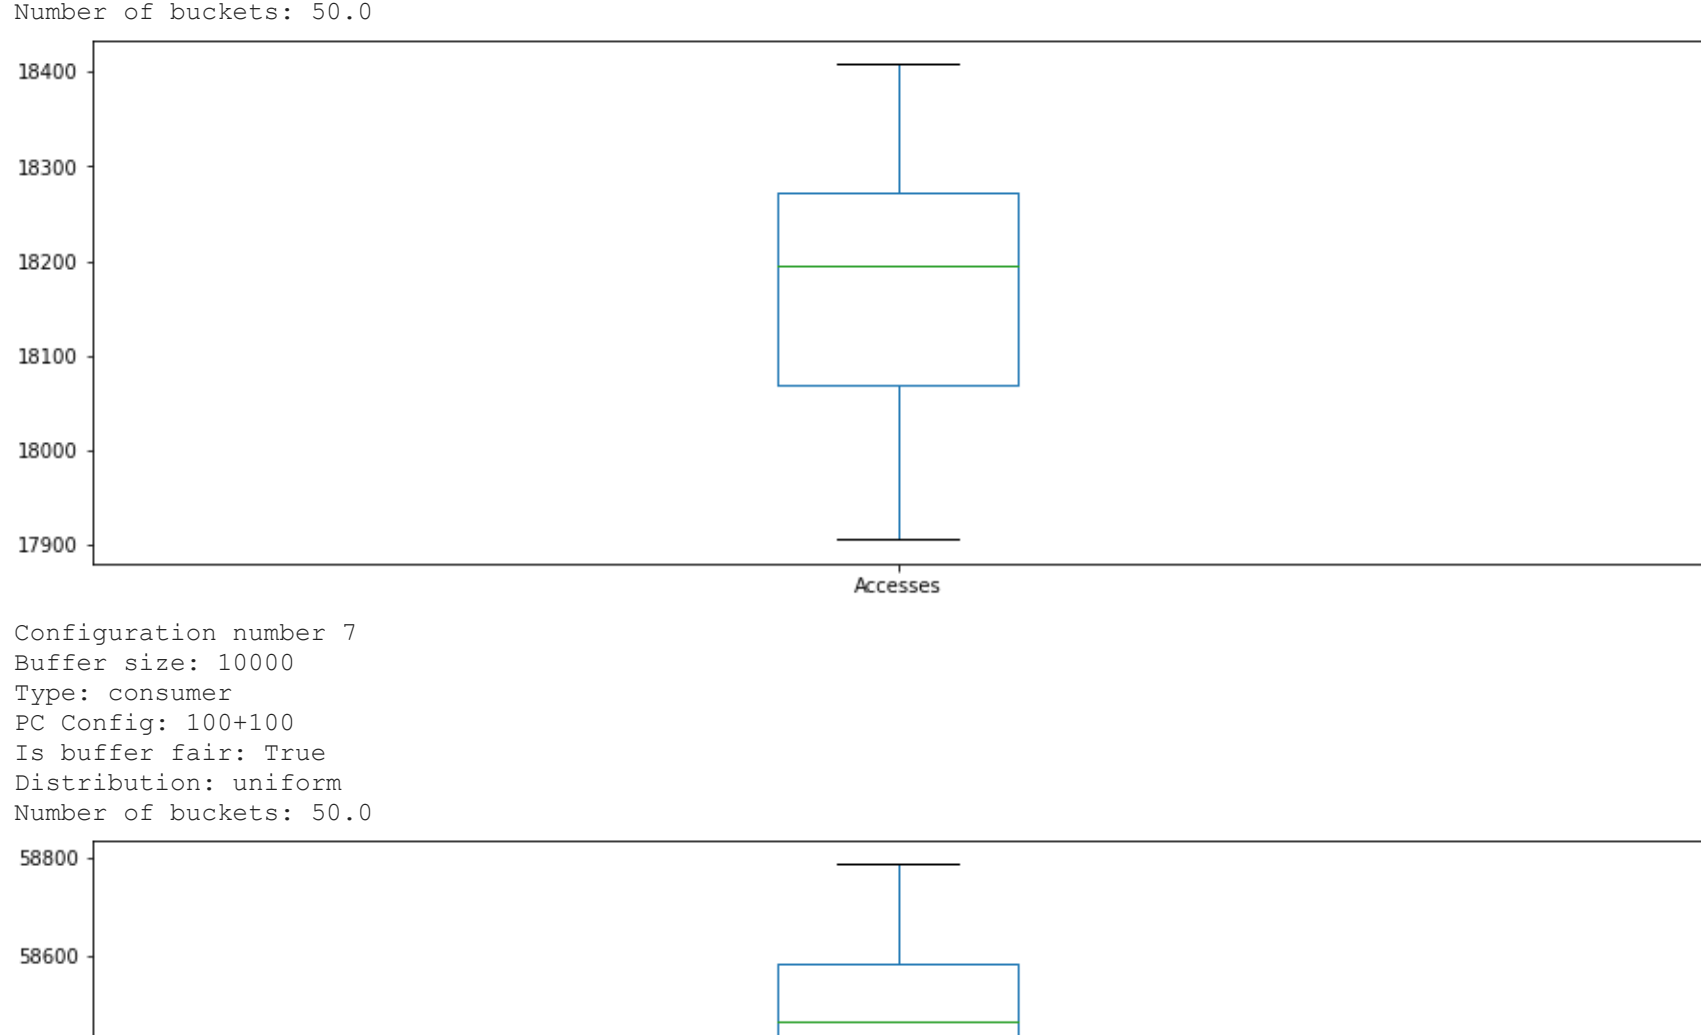 Number of buckets: 50.0
18400
18300
18200
18100
18000
17900
Accesses
Configuration number 7
Buffer size: 10000
Type: consumer
PC Config: 100+100
Is buffer fair: True
Distribution: uniform
Number of buckets: 50.0
58800
58600